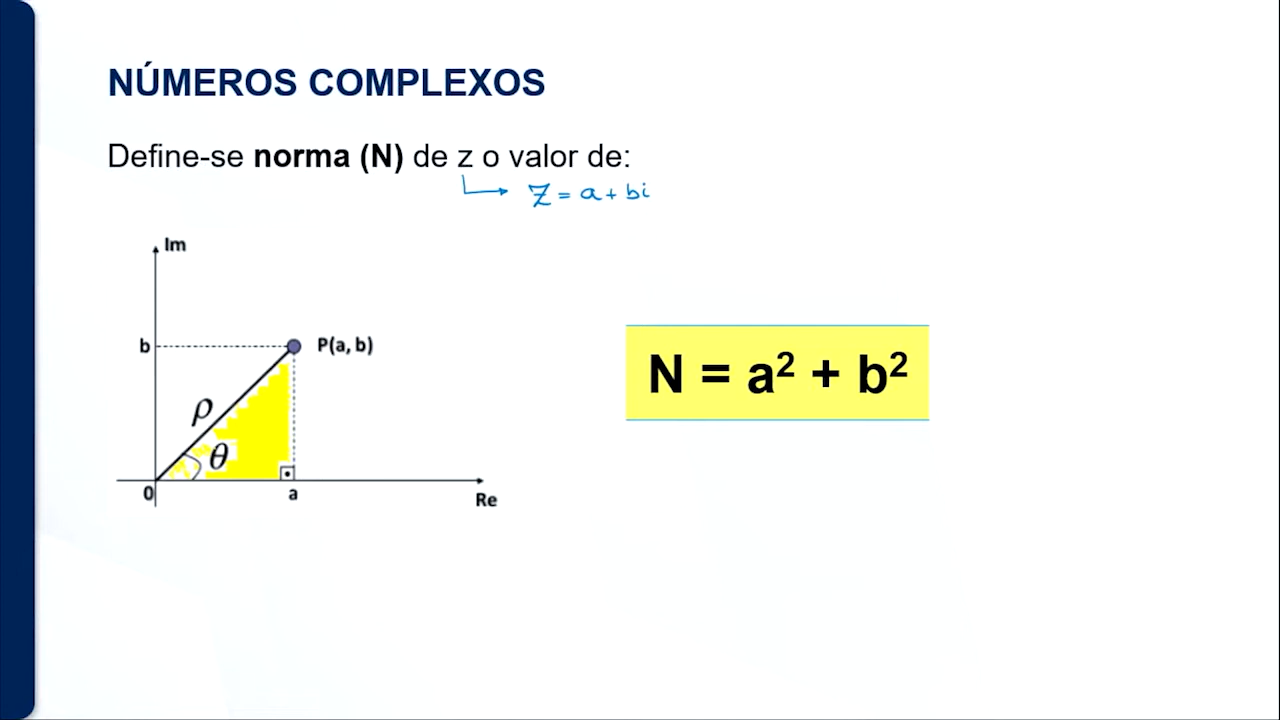 NÚMEROS COMPLEXOS
Define-se norma (N) de z o valor de:
z = a + bi
Im
b
P(a, b)
N = a² + b²
ρ
θ
0
a
Re